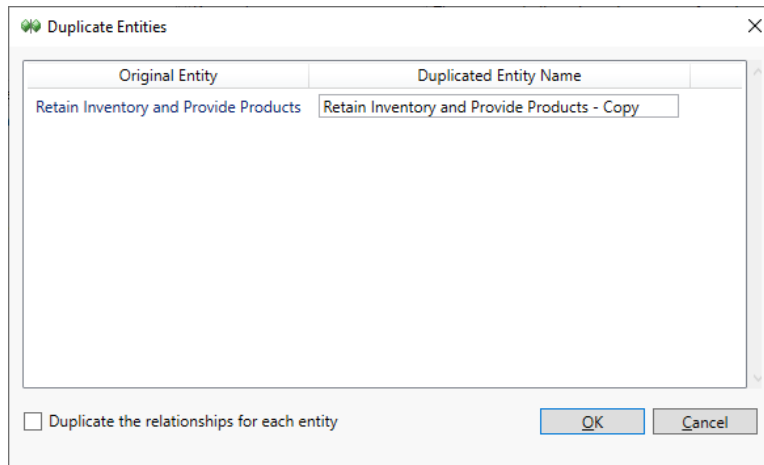 Duplicate Entities
Original Entity Duplicated Entity Name
Retain Inventory and Provide Products Retain Inventory and Provide Products - Copy
Duplicate the relationships for each entity OK Cancel